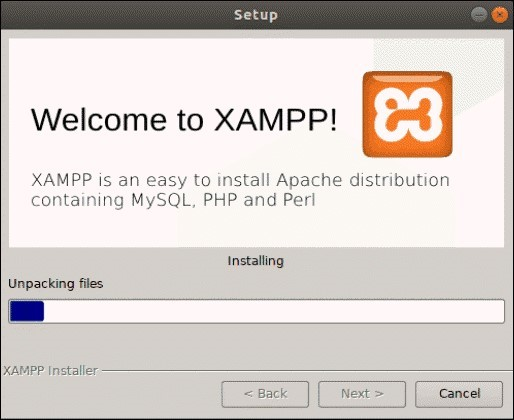 Setup
Welcome to XAMPP!
XAMPP is an easy to install Apache distribution
containing MySQL, PHP and Perl
Installing
Unpacking files
XAMPP Installer
< Back
Next >
Cancel